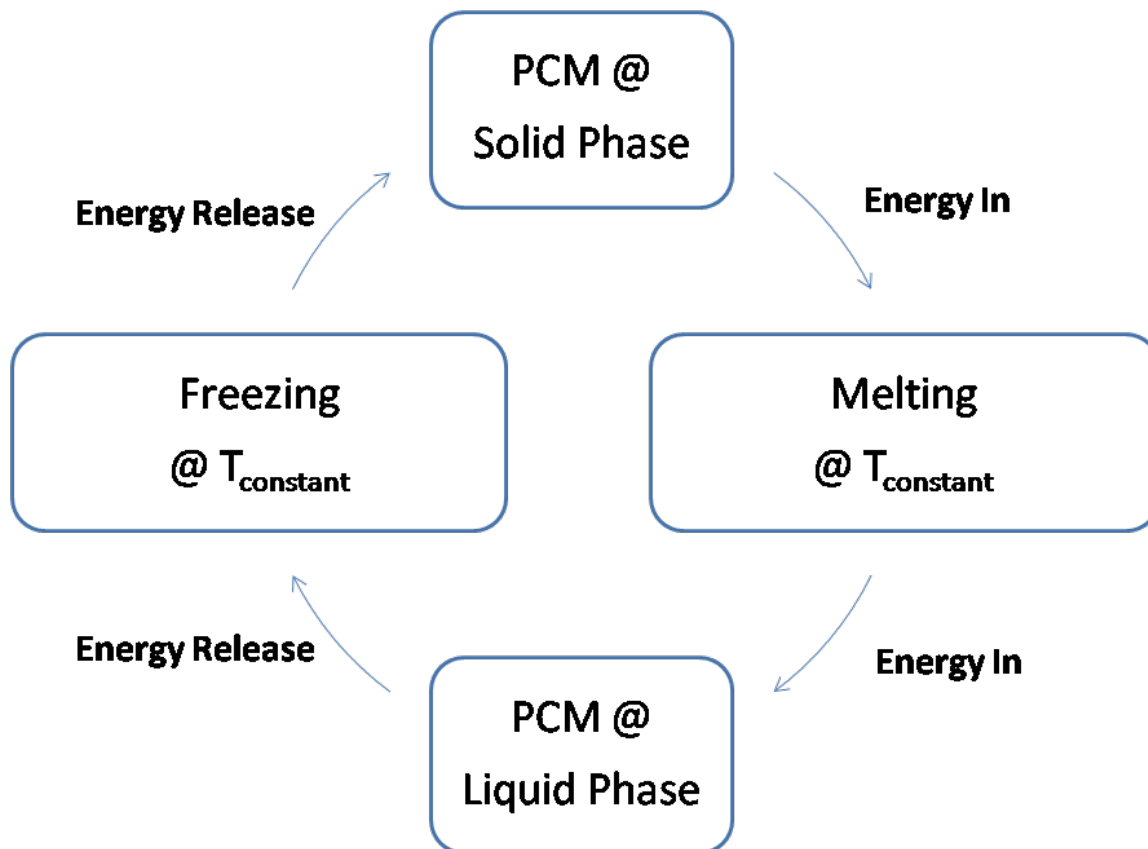 PCM @
Solid Phase
Energy Release
Energy In
Freezing
@ Tconstant
Melting
@ Tconstant
Energy Release
Energy In
PCM @
Liquid Phase